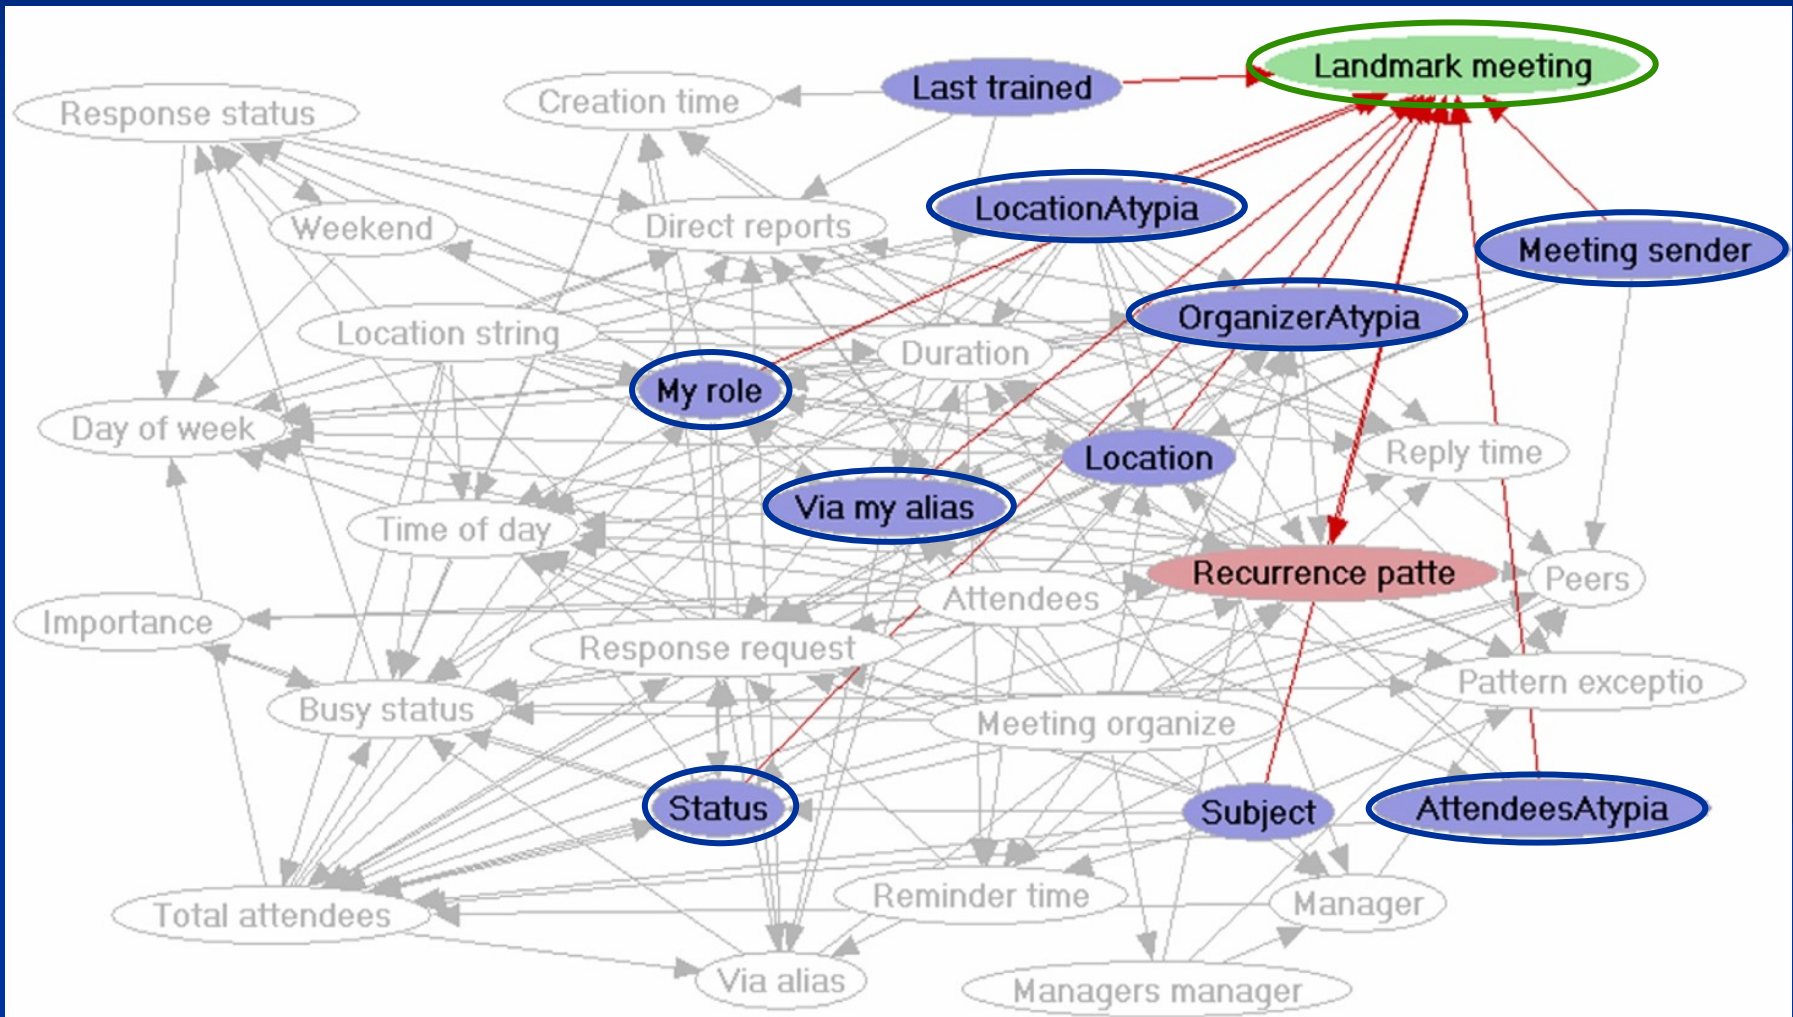 Landmark meeting
Last trained
Creation time
Response status
LocationAtypia
Direct reports
Weekend
Meeting sender
OrganizerAtypia
Location string
Duration
My role
Day of week
Reply time
Location
Via my alias
Time of day
Recurrence patte
Peers
Attendees
Importance
Response request
Pattern exceptio
Busy status
Meeting organize
Status
Subject
AttendeesAtypia
Reminder time
Manager
Total attendees
Via alias
Managers manager